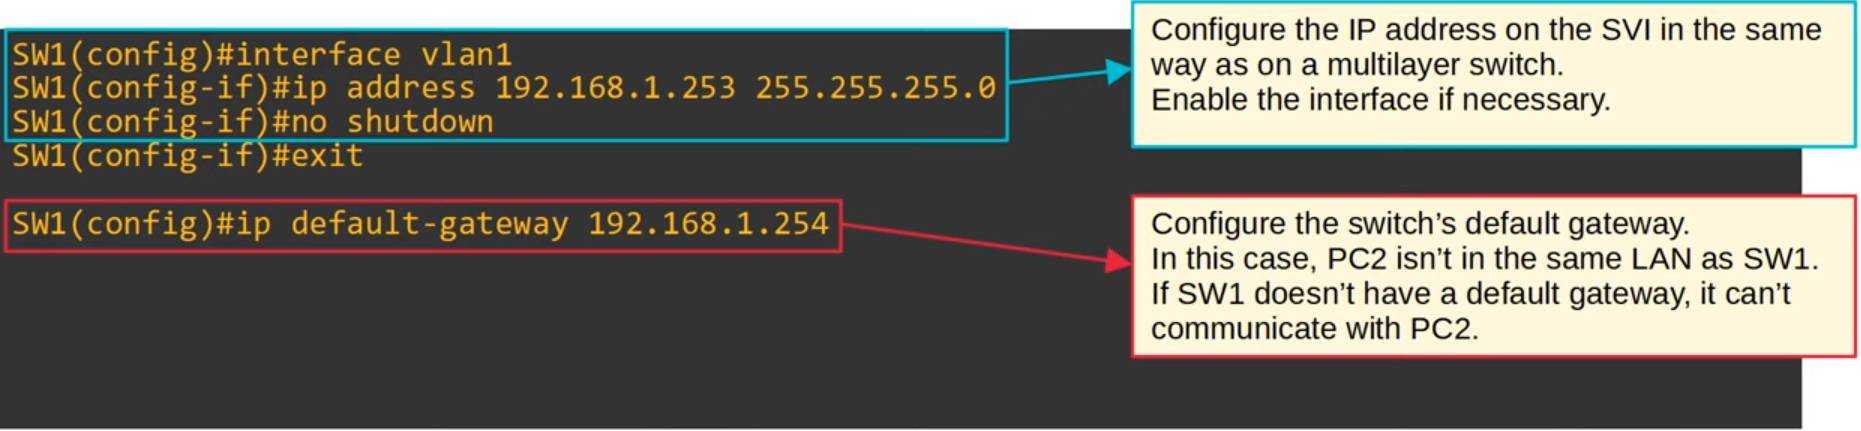 SW1(config)#interface vlan1
SW1(config-if)#ip address 192.168.1.253 255.255.255.0
SW1(config-if)#no shutdown
SW1(config-if)#exit
Configure the IP address on the SVI in the same
way as on a multilayer switch.
Enable the interface if necessary.
SW1(config)#ip default-gateway 192.168.1.254
Configure the switch’s default gateway.
In this case, PC2 isn’t in the same LAN as SW1.
If SW1 doesn’t have a default gateway, it can’t
communicate with PC2.